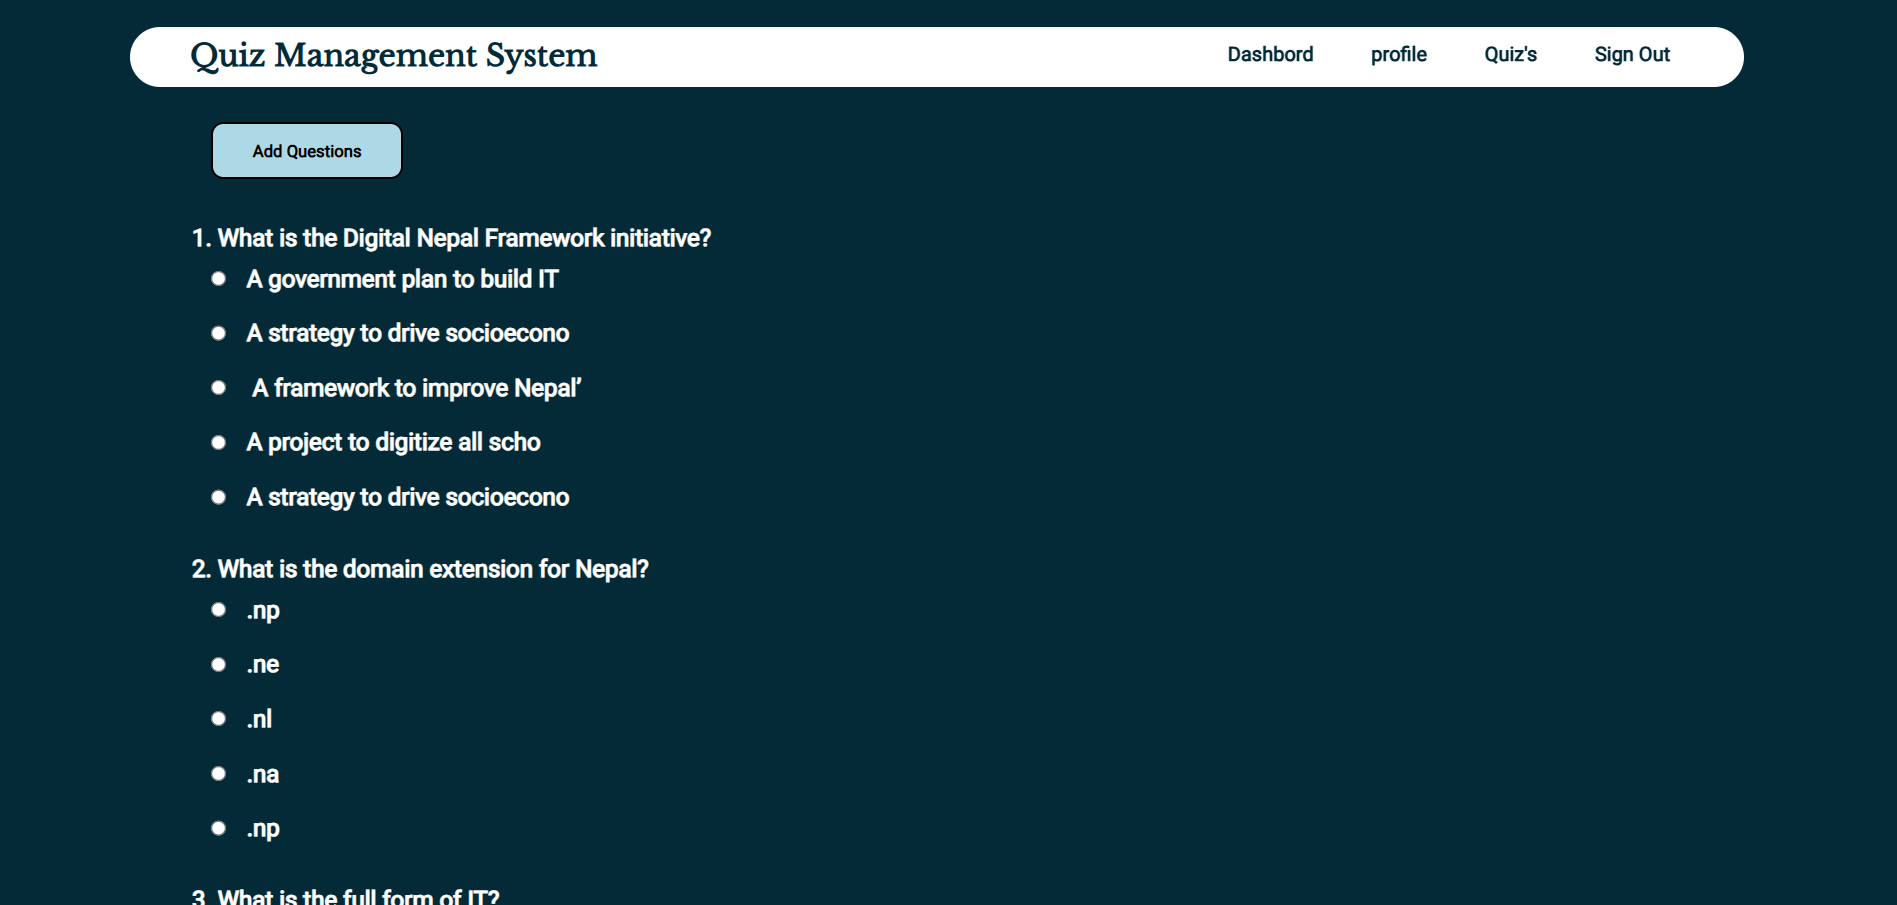 Quiz Management System
Dashbord
profile
Quiz's
Sign Out
Add Questions
1. What is the Digital Nepal Framework initiative?
A government plan to build IT
A strategy to drive socioecono
A framework to improve Nepal’
A project to digitize all scho
A strategy to drive socioecono
2. What is the domain extension for Nepal?
.np
.ne
.nl
.na
.np
3. What is the full form of IT?